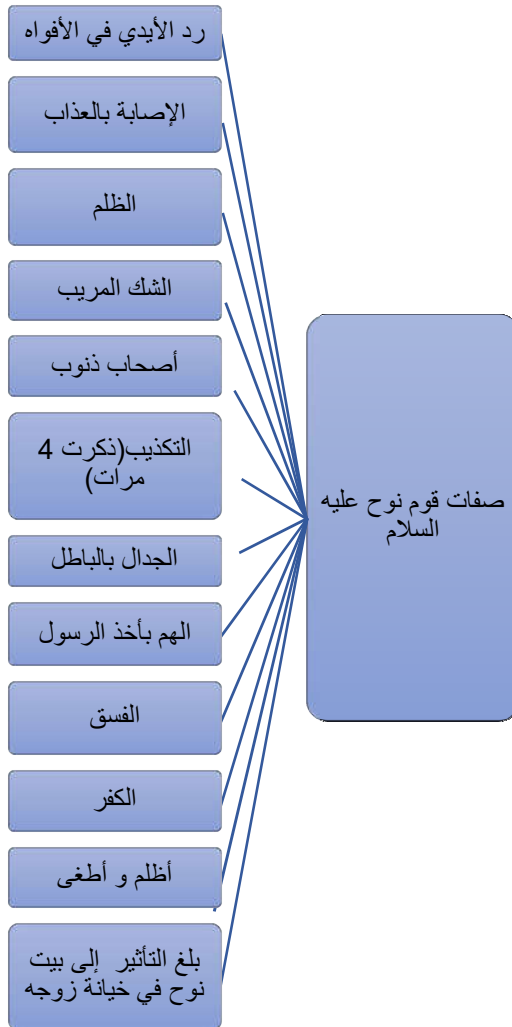 صفات قوم نوح عليه
السلام
رد الأيدي في الأفواه
الإصابة بالعذاب
الظلم
الشك المريب
أصحاب ذنوب
التكذيب(ذكرت 4
مرات)
الجدال بالباطل
الهم بأخذ الرسول
الفسق
الكفر
أظلم و أطغى
بلغ التأثير إلى بيت
نوح في خيانة زوجه